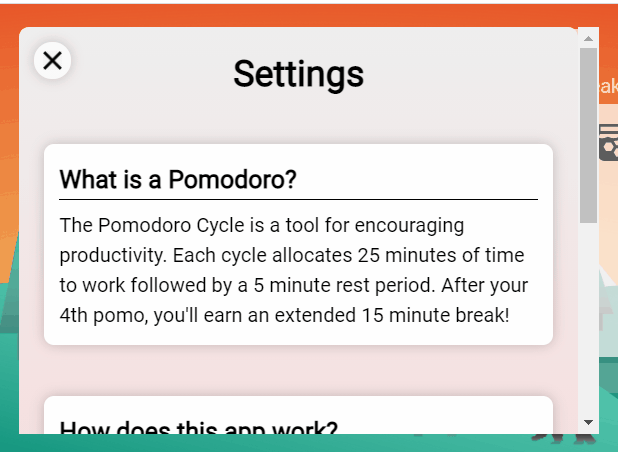 Settings
What is a Pomodoro?
The Pomodoro Cycle is a tool for encouraging
productivity. Each cycle allocates 25 minutes of time
to work followed by a 5 minute rest period. After your
4th pomo, you'll earn an extended 15 minute break!
How does this app work?